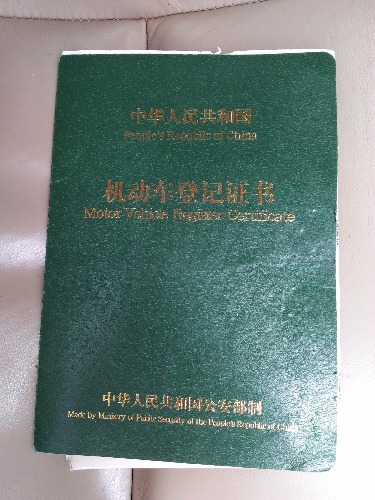 中华人民共和国
People's Republic of China
机动车登记证书
Motor Vehicle Register Certificate
中华人民共和国公安部制
Made by Ministry of Public Security of the People's Republic of China